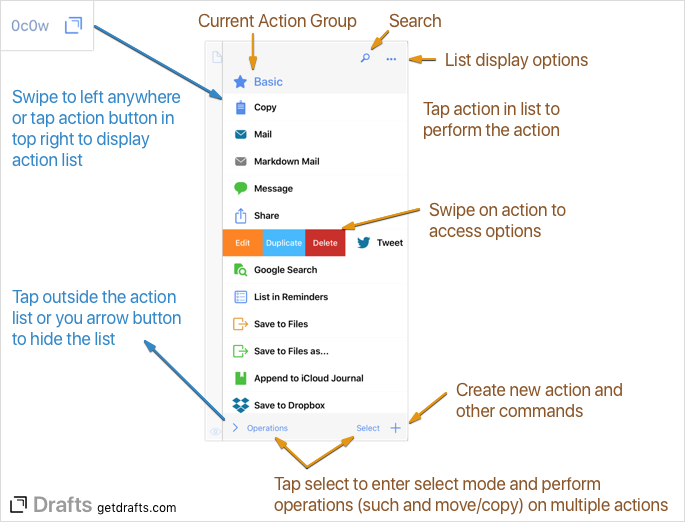 0c0w
Current Action Group
Search
List display options
Basic
Swipe to left anywhere
or tap action button in
top right to display
action list
Copy
Mail
Markdown Mail
Message
Share
Edit Duplicate Delete Tweet
Google Search
List in Reminders
Save to Files
Save to Files as...
Append to iCloud Journal
Save to Dropbox
Operations Select
Tap action in list to
perform the action
Swipe on action to
access options
Tap outside the action
list or you arrow button
to hide the list
Create new action and
other commands
Tap select to enter select mode and perform
operations (such and move/copy) on multiple actions
Drafts getdrafts.com